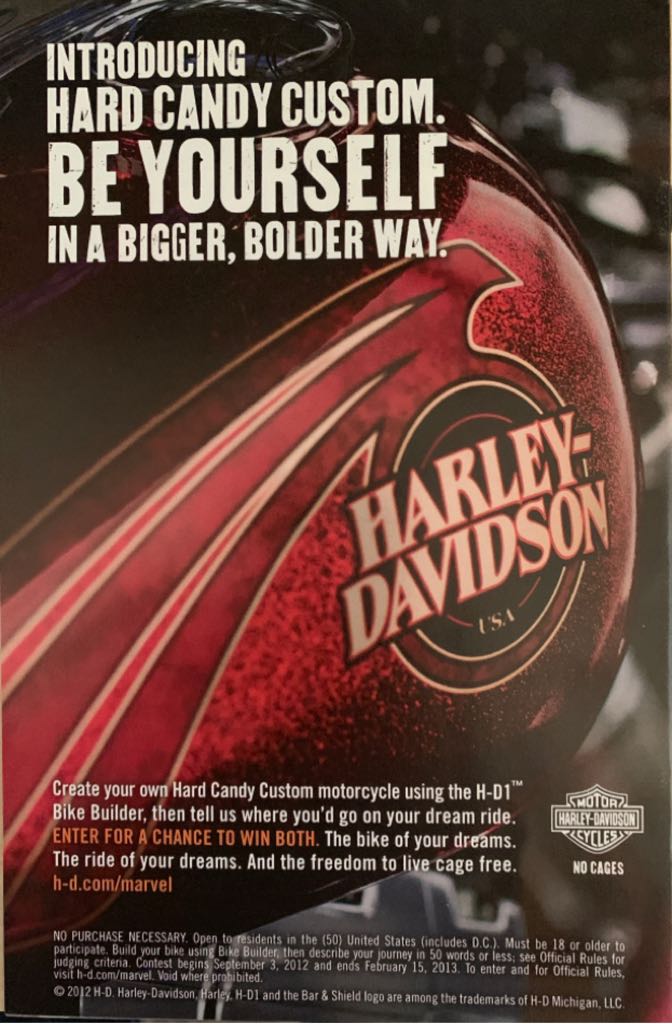 INTRODUCING
HARD CANDY CUSTOM.
BE YOURSELF
IN A BIGGER, BOLDER WAY.
HARLEY-
DAVIDSON
USA
Create your own Hard Candy Custom motorcycle using the H-D1™
Bike Builder, then tell us where you'd go on your dream ride.
ENTER FOR A CHANCE TO WIN BOTH. The bike of your dreams.
The ride of your dreams. And the freedom to live cage free.
h-d.com/marvel
MOTOR
HARLEY-DAVIDSON
CYCLES
NO CAGES
NO PURCHASE NECESSARY. Open to residents in the (50) United States (includes D.C.). Must be 18 or older to
participate. Build your bike using Bike Builder, then describe your journey in 50 words or less; see Official Rules for
judging criteria. Contest begins September 3, 2012 and ends February 15, 2013. To enter and for Official Rules,
visit h-d.com/marvel. Void where prohibited.
© 2012 H-D. Harley-Davidson, Harley, H-D1 and the Bar & Shield logo are among the trademarks of H-D Michigan, LLC.